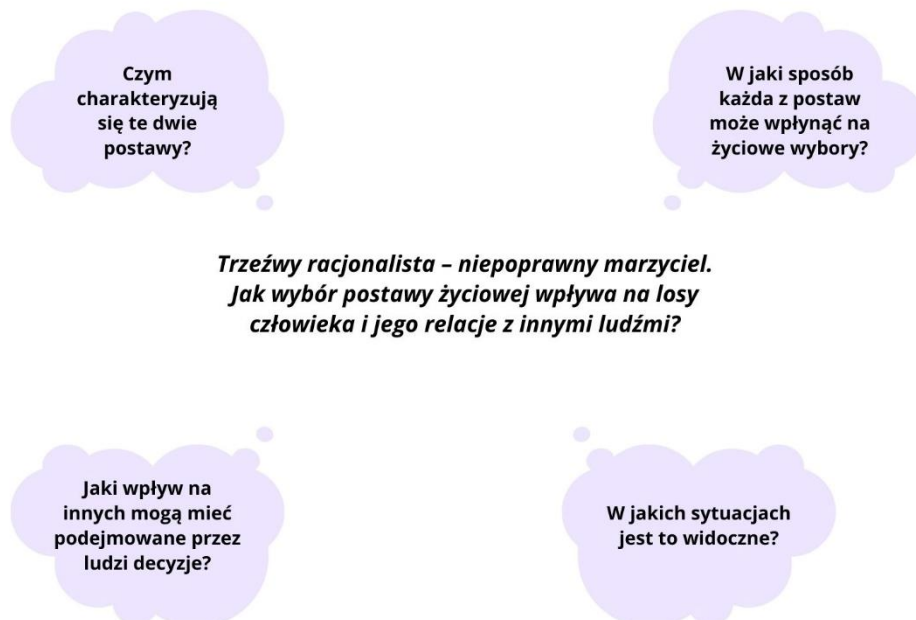 Czym
charakteryzują
się te dwie
postawy?
W jaki sposób
każda z postaw
może wpłynąć na
życiowe wybory?
Trzeźwy racjonalista – niepoprawny marzyciel.
Jak wybór postawy życiowej wpływa na losy
człowieka i jego relacje z innymi ludźmi?
Jaki wpływ na
innych mogą mieć
podejmowane przez
ludzi decyzje?
W jakich sytuacjach
jest to widoczne?